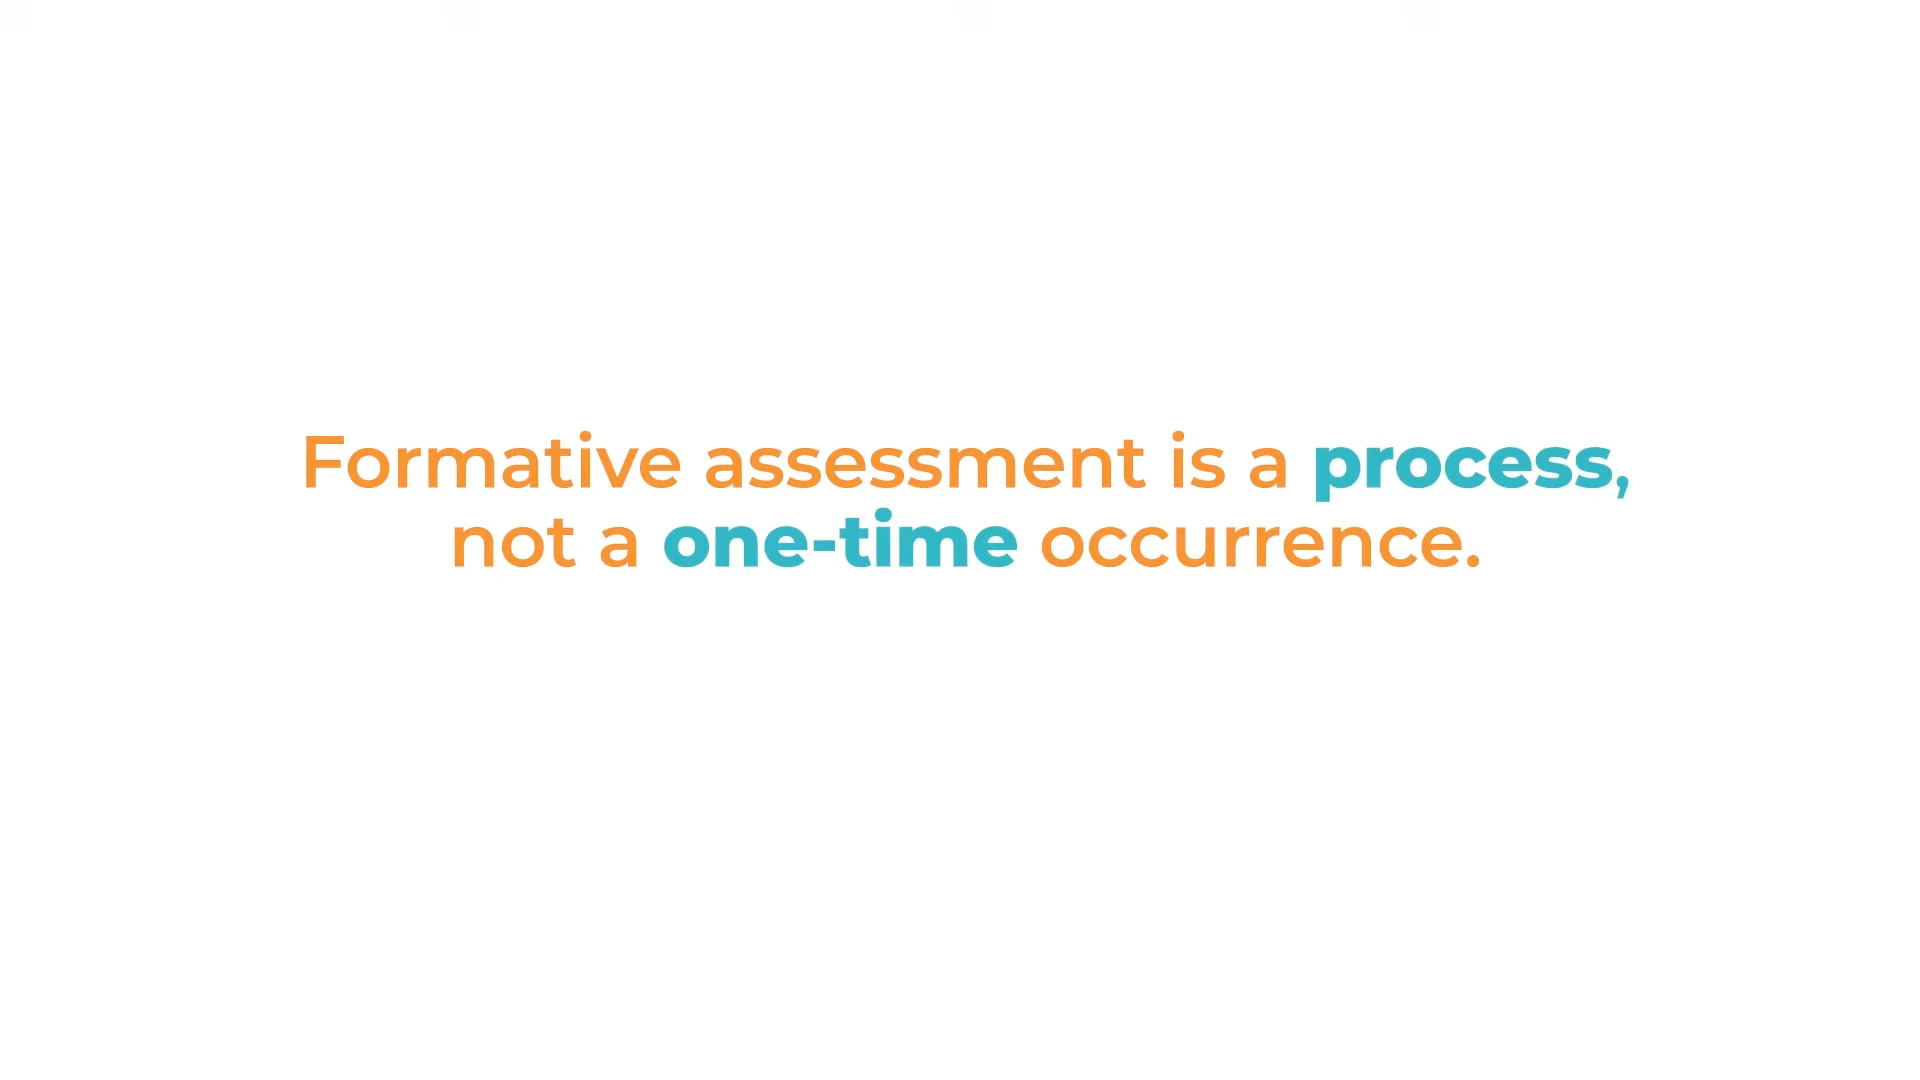 Formative assessment is a process,
not a one-time occurrence.